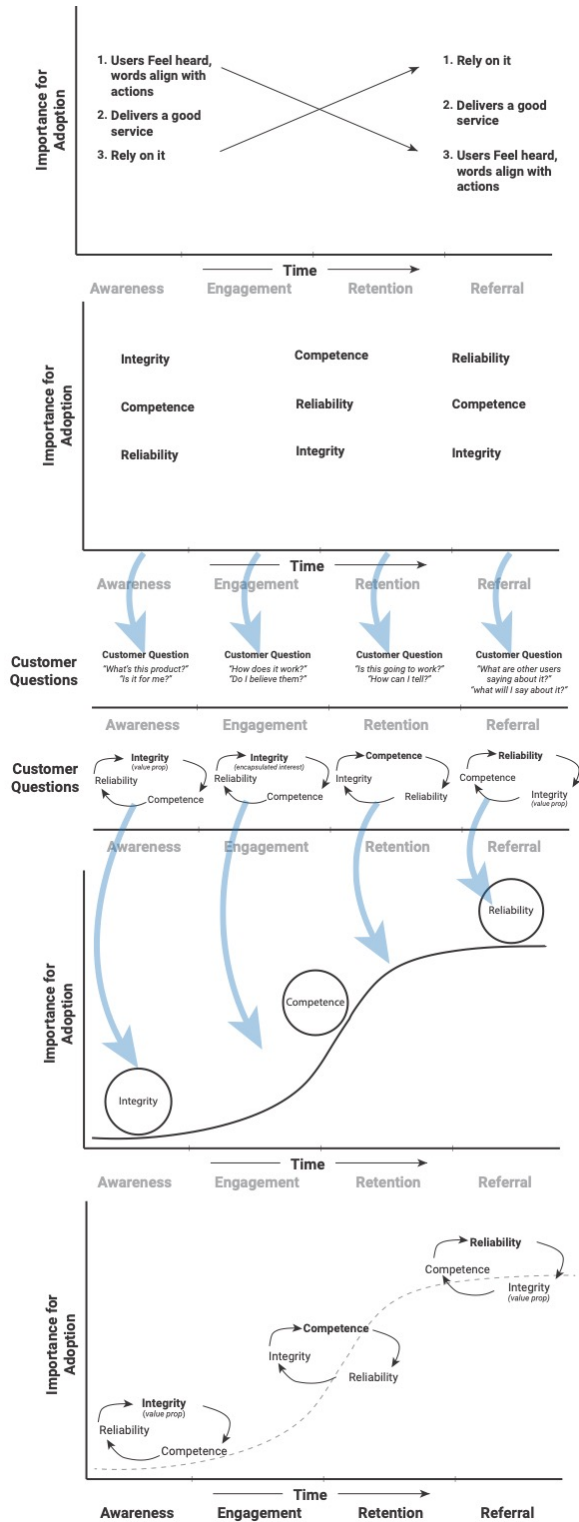 Importance for
Adoption
1. Users Feel heard,
words align with
actions
2. Delivers a good
service
3. Rely on it
1. Rely on it
2. Delivers a good
service
3. Users Feel heard,
words align with
actions
Time
Awareness Engagement Retention Referral
Importance for
Adoption
Integrity Competence Reliability
Competence Reliability Competence
Reliability Integrity Integrity
Time
Awareness Engagement Retention Referral
Customer
Questions
Customer Question
"What's this product?"
"Is it for me?"
Customer Question
"How does it work?"
Do I believe them?"
Customer Question
"Is this going to work?"
"How can I tell?"
Customer Question
"What are other users
saying about it?"
"what will I say about it?"
Awareness Engagement Retention Referral
Customer
Questions
Integrity
(value prop)
Reliability
Competence
Integrity
(encapsulated interest)
Reliability
Competence
Competence
Integrity
Reliability
Reliability
Competence
Integrity
(value prop)
Awareness Engagement Retention Referral
Importance for
Adoption
Reliability
Competence
Integrity
Time
Awareness Engagement Retention Referral
Importance for
Adoption
Reliability
Competence
Integrity
(value prop)
Competence
Integrity
Reliability
Integrity
(value prop)
Reliability
Competence
Time
Awareness Engagement Retention Referral